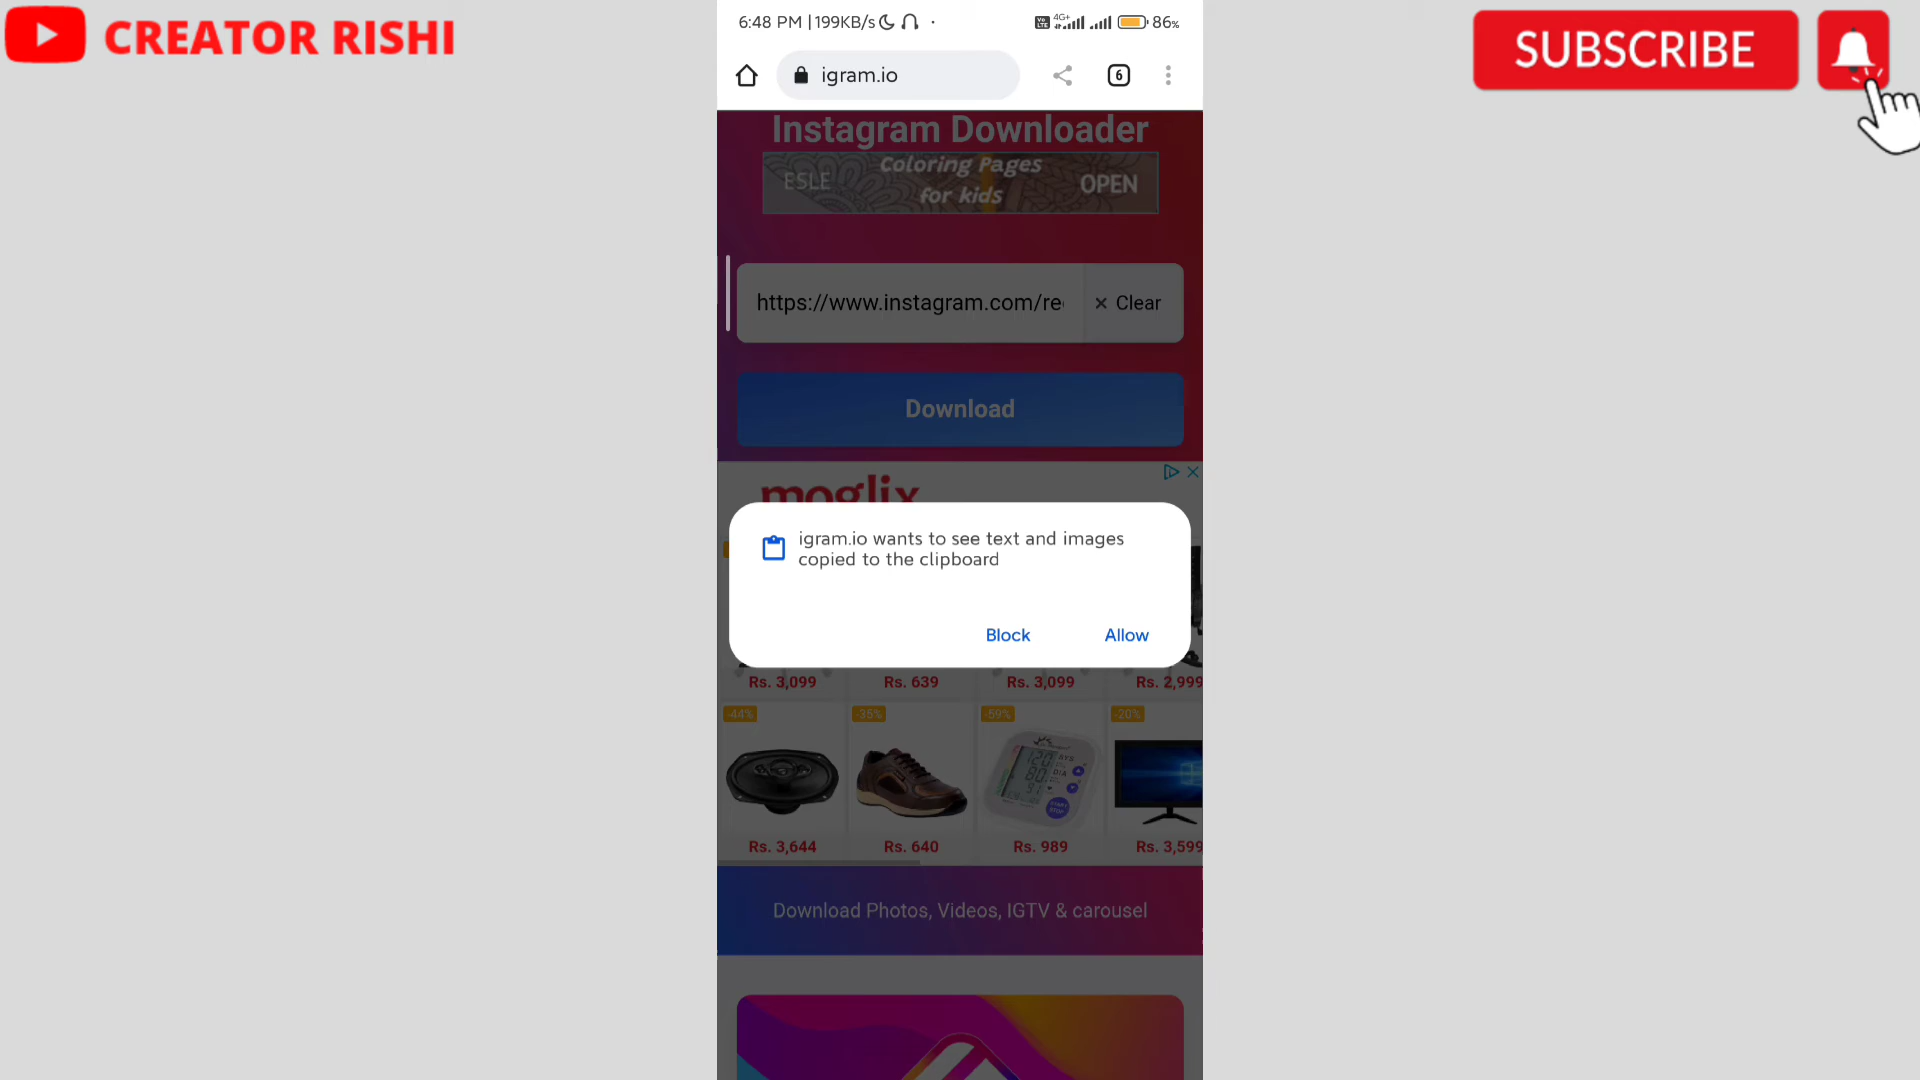 CREATOR RISHI
SUBSCRIBE
6:48 PM | 199KB/s
4G+
86%
igram.io
6
Instagram Downloader
ESLE
Coloring Pages
for kids
OPEN
https://www.instagram.com/re
× Clear
Download
moglix
igram.io wants to see text and images
copied to the clipboard
Block
Allow
Rs. 3,099
Rs. 639
Rs. 3,099
Rs. 2,999
-44%
-35%
-59%
-20%
Rs. 3,644
Rs. 640
Rs. 989
Rs. 3,599
Download Photos, Videos, IGTV & carousel